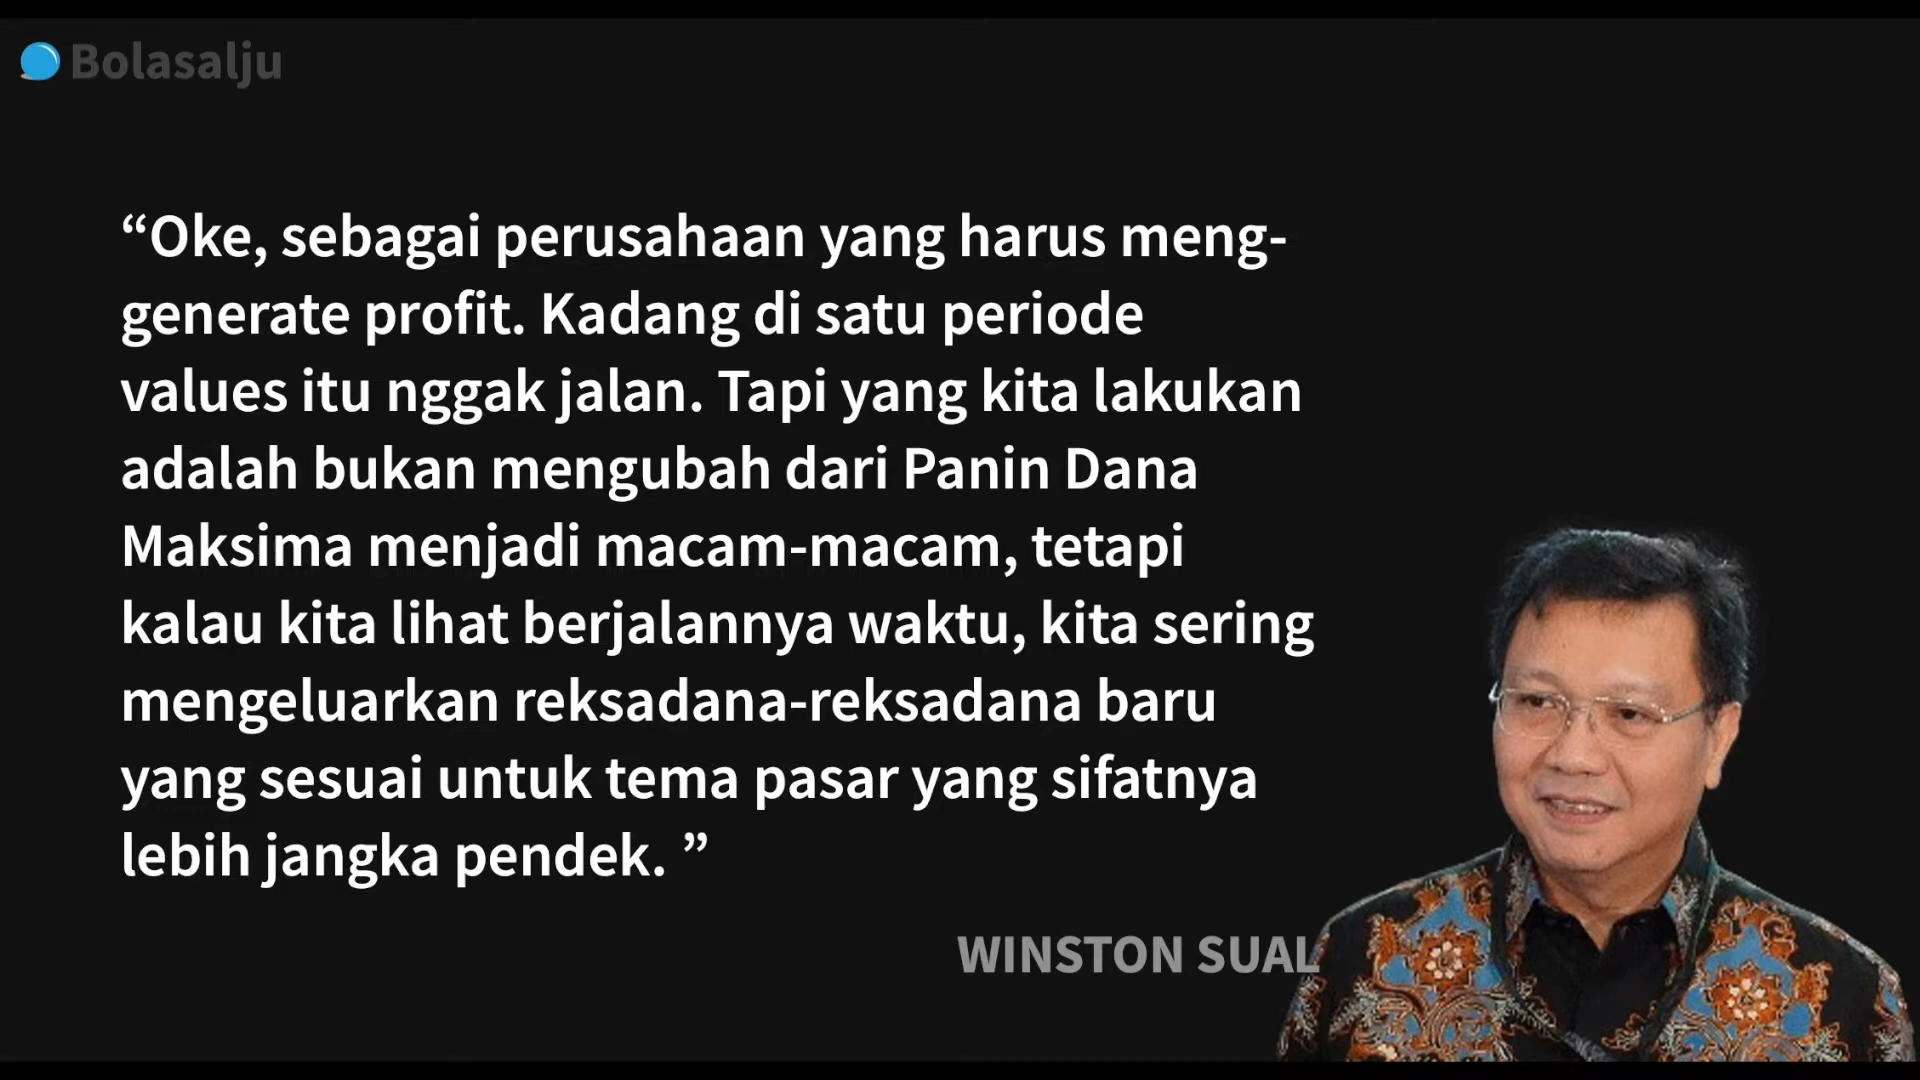 Bolasalju
“Oke, sebagai perusahaan yang harus meng-
generate profit. Kadang di satu periode
values itu nggak jalan. Tapi yang kita lakukan
adalah bukan mengubah dari Panin Dana
Maksima menjadi macam-macam, tetapi
kalau kita lihat berjalannya waktu, kita sering
mengeluarkan reksadana-reksadana baru
yang sesuai untuk tema pasar yang sifatnya
lebih jangka pendek. ”
WINSTON SUAL